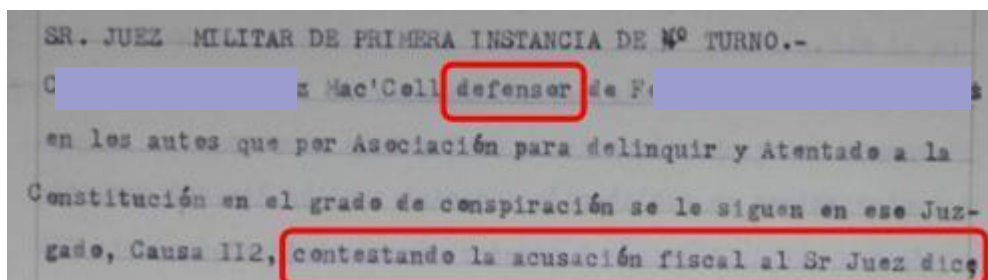 SR. JUEZ MILITAR DE PRIMERA INSTANCIA DE Nº TURNO.-
C z Mac'Coll defensor de Fe s
en los autos que por Asociación para delinquir y Atentado a la
Constitución en el grado de conspiración se le siguen en ese Juz-
gado, Causa II2, contestando la acusación fiscal al Sr Juez dice